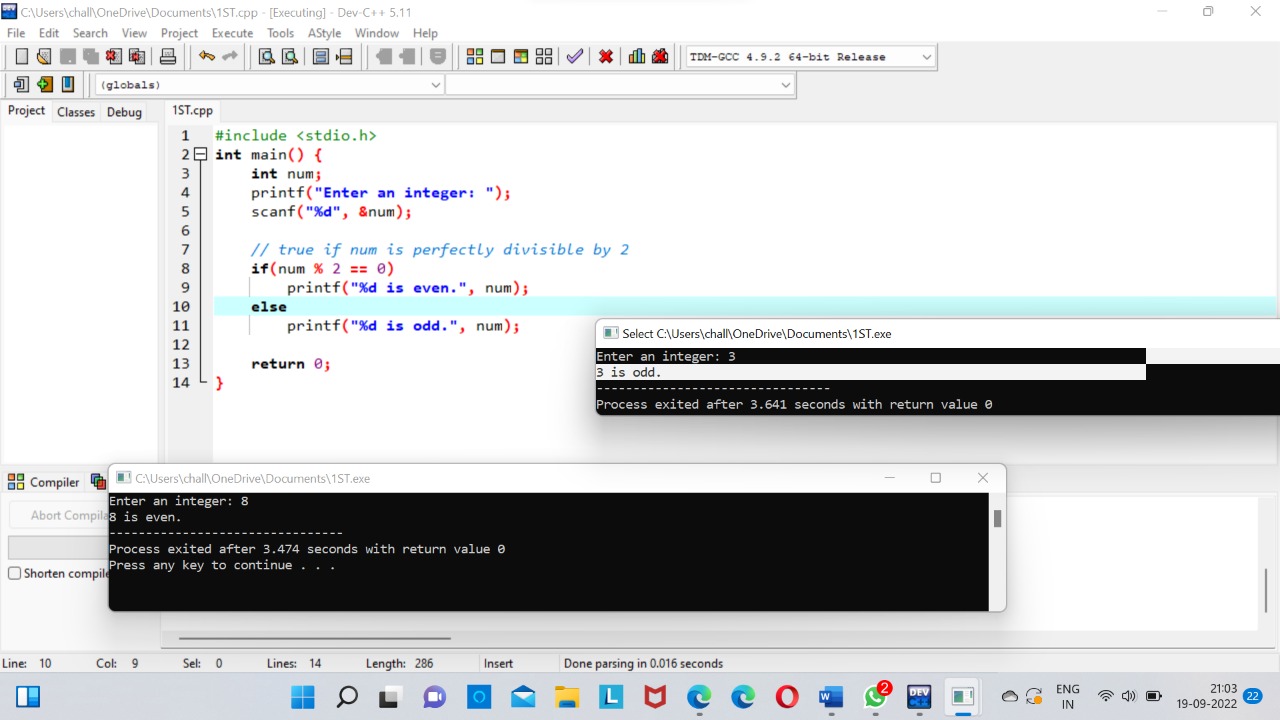 C:\Users\chall\OneDrive\Documents\1ST.cpp - [Executing] - Dev-C++ 5.11
File Edit Search View Project Execute Tools AStyle Window Help
TDM-GCC 4.9.2 64-bit Release
(globals)
Project Classes Debug
1ST.cpp
1 #include <stdio.h>
2 int main() {
3 int num;
4 printf("Enter an integer: ");
5 scanf("%d", &num);
6
7 // true if num is perfectly divisible by 2
8 if(num % 2 == 0)
9 printf("%d is even.", num);
10 else
11 printf("%d is odd.", num);
12
13 return 0;
14 }
Select C:\Users\chall\OneDrive\Documents\1ST.exe
Enter an integer: 3
3 is odd.
--------------------------------
Process exited after 3.641 seconds with return value 0
Compiler
Abort Compila
Shorten compile
C:\Users\chall\OneDrive\Documents\1ST.exe
Enter an integer: 8
8 is even.
--------------------------------
Process exited after 3.474 seconds with return value 0
Press any key to continue . . .
Line: 10 Col: 9 Sel: 0 Lines: 14 Length: 286 Insert Done parsing in 0.016 seconds
L
W
2
DEV
ENG
IN
21:03
19-09-2022
22